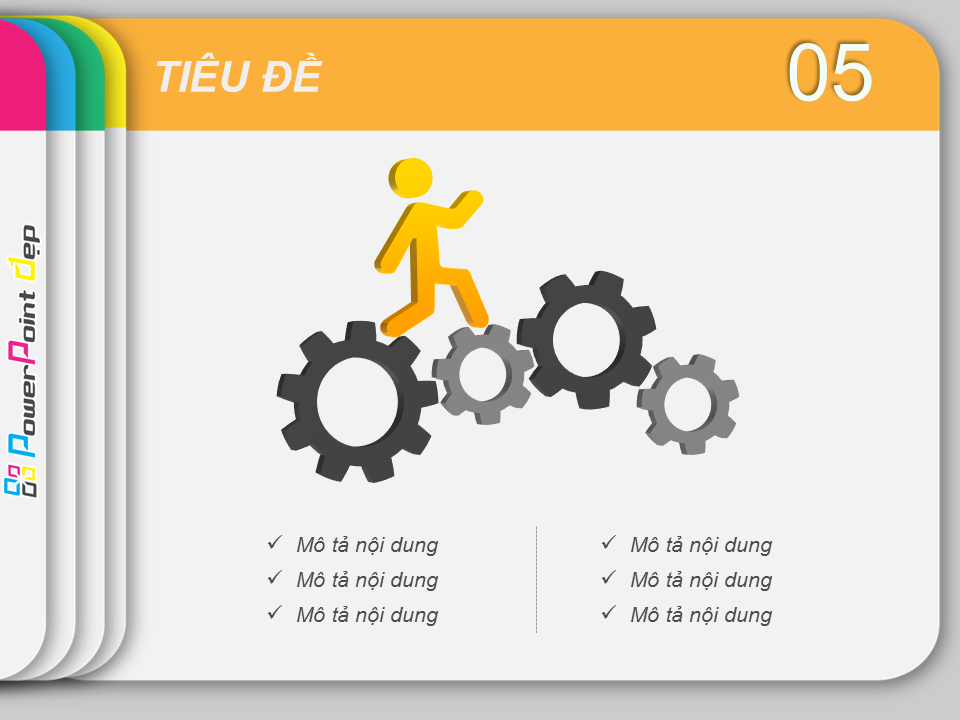 TIÊU ĐỀ
05
PowerPoint đẹp
Mô tả nội dung
Mô tả nội dung
Mô tả nội dung
Mô tả nội dung
Mô tả nội dung
Mô tả nội dung